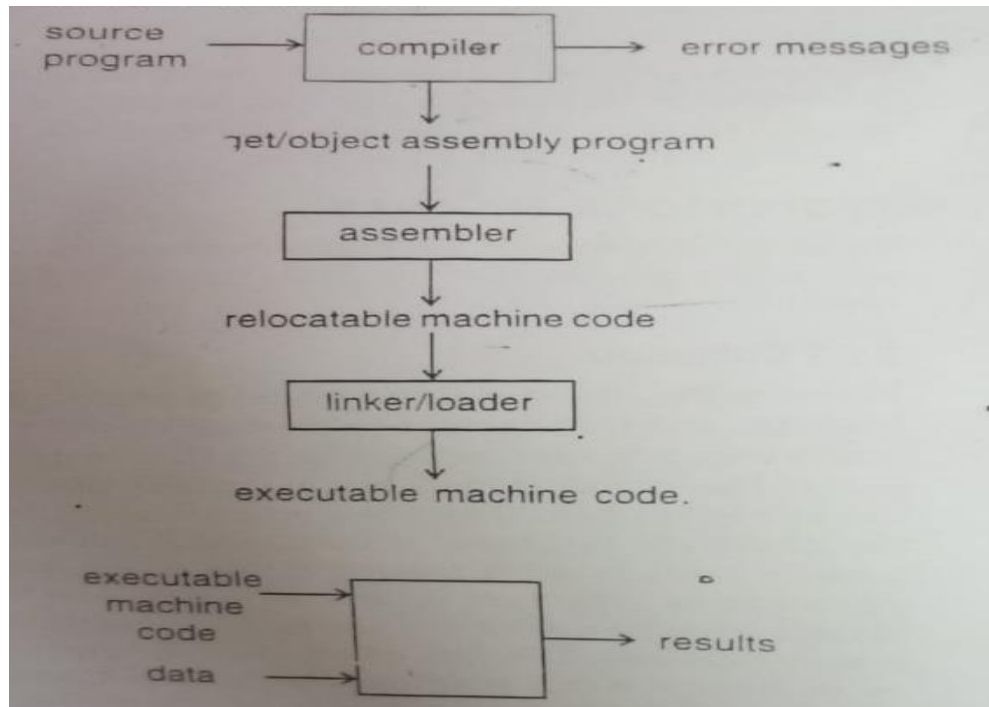 source
program
compiler
error messages
get/object assembly program
assembler
relocatable machine code
linker/loader
executable machine code.
executable
machine
code
data
results